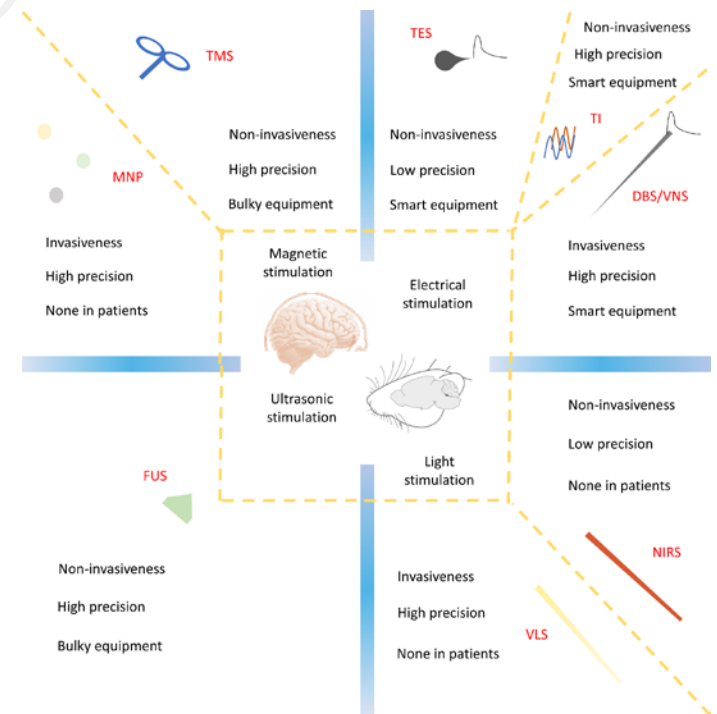 TMS
Non-invasiveness
High precision
Bulky equipment
MNP
Invasiveness
High precision
None in patients
TES
Non-invasiveness
Low precision
Smart equipment
Non-invasiveness
High precision
Smart equipment
TI
DBS/VNS
Invasiveness
High precision
Smart equipment
Magnetic
stimulation
Electrical
stimulation
Ultrasonic
stimulation
Light
stimulation
FUS
Non-invasiveness
High precision
Bulky equipment
Invasiveness
High precision
None in patients
VLS
Non-invasiveness
Low precision
None in patients
NIRS